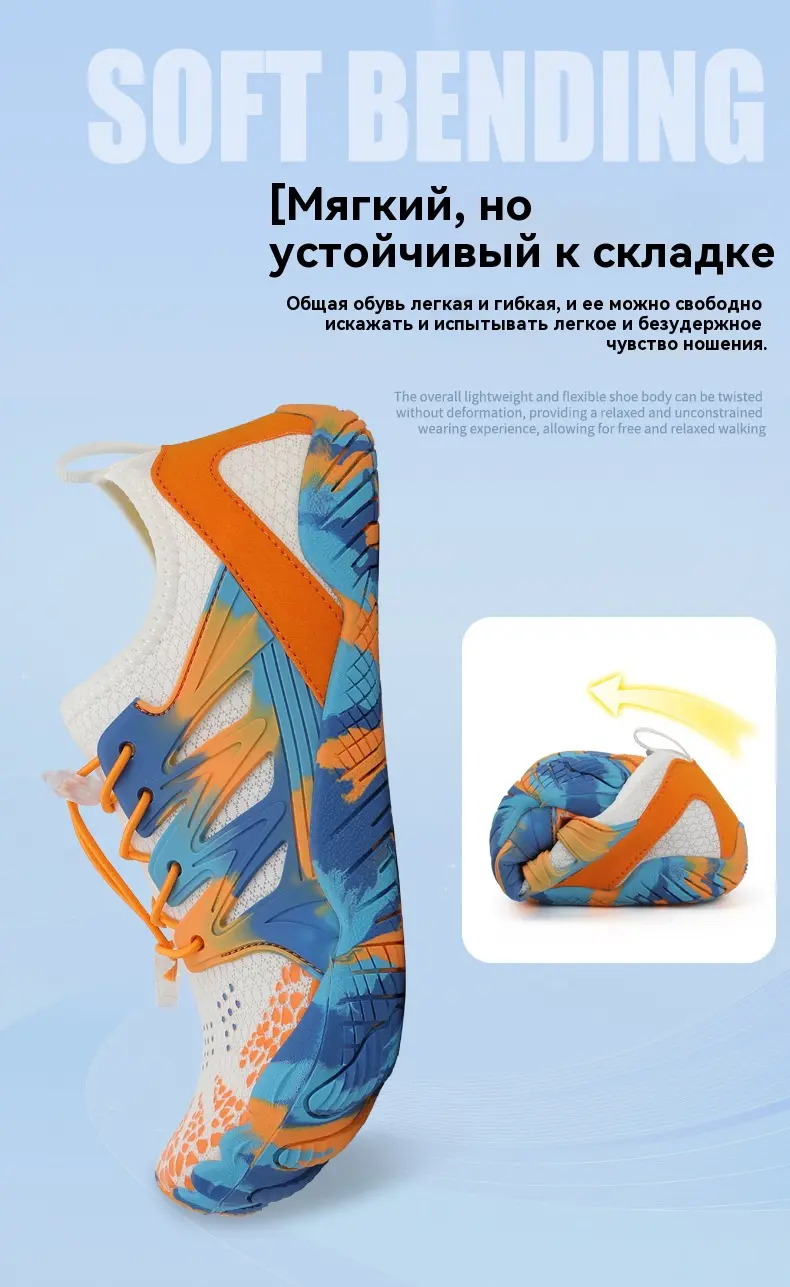 SOFT BENDING
[Мягкий, но
устойчивый к складке
Общая обувь легкая и гибкая, и ее можно свободно
искажать и испытывать легкое и безудержное
чувство ношения.
The overall lightweight and flexible shoe body can be twisted
without deformation, providing a relaxed and unconstrained
wearing experience, allowing for free and relaxed walking